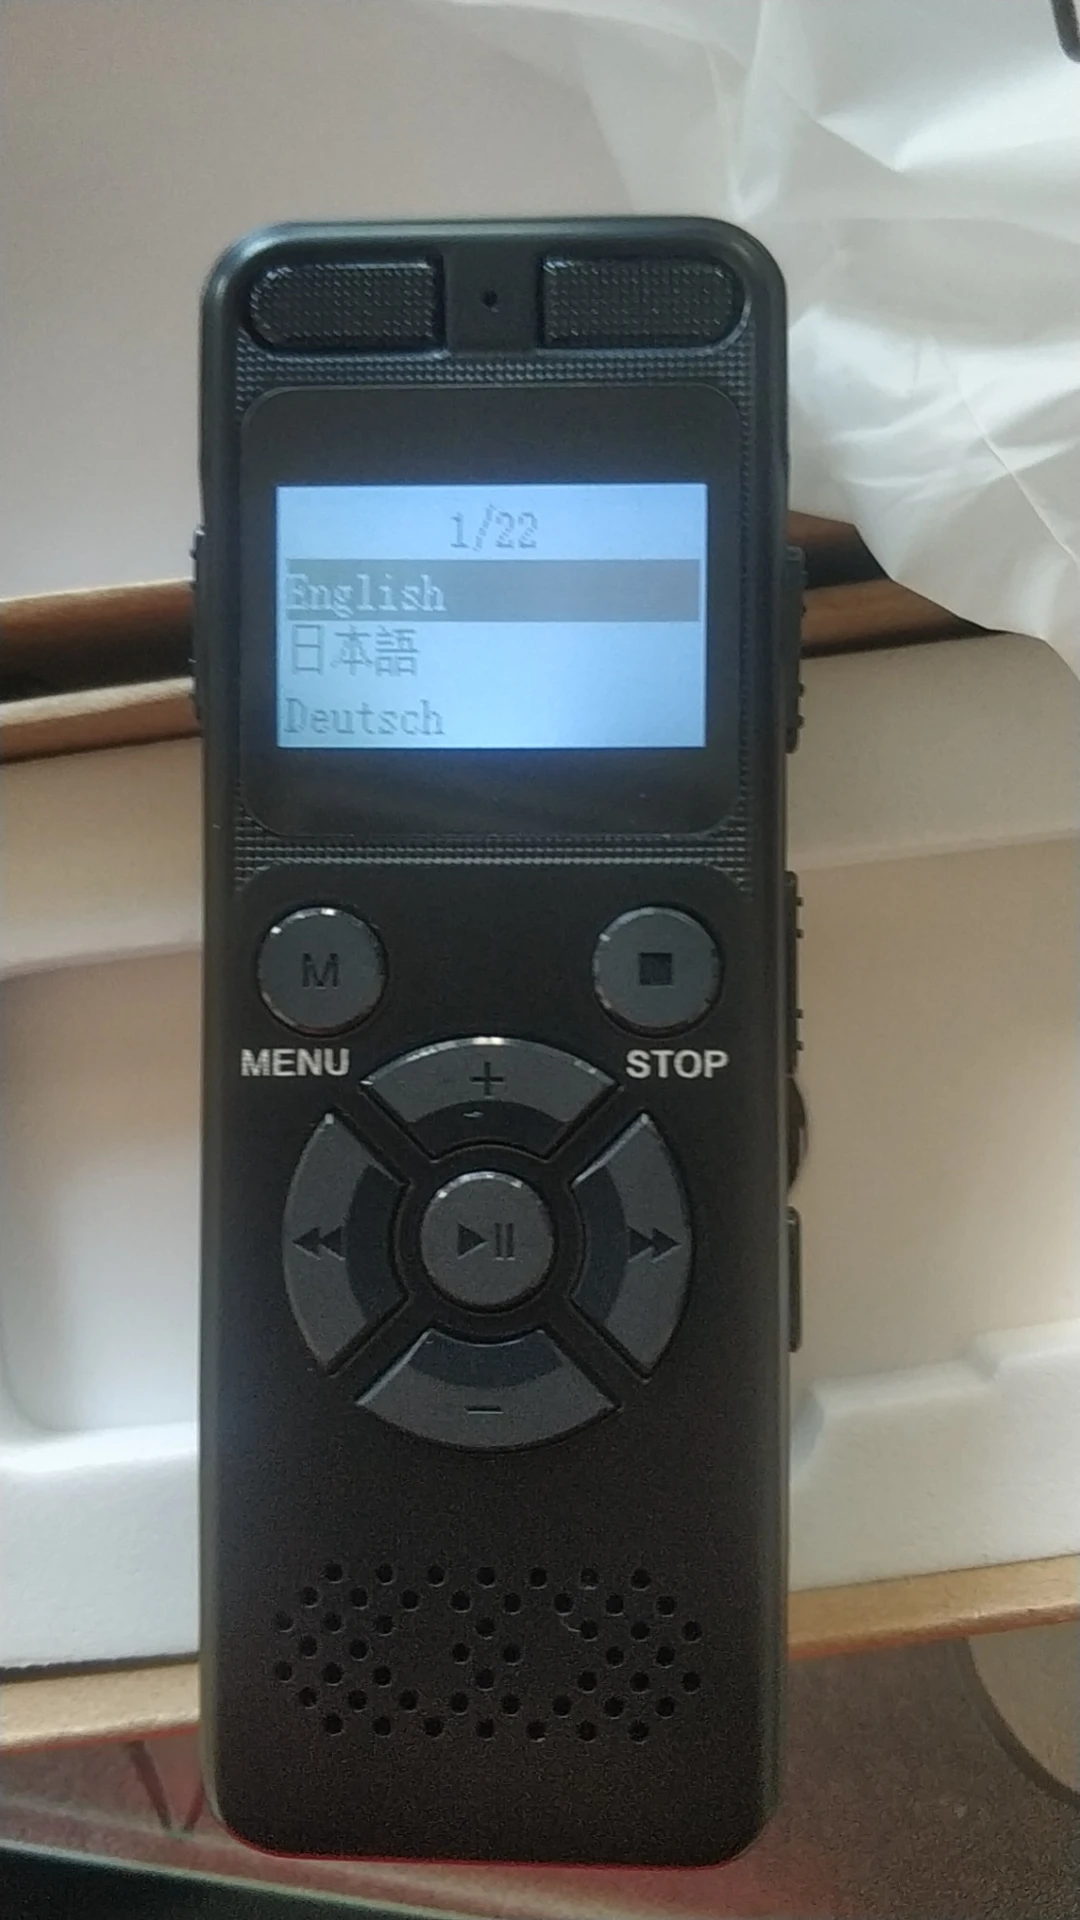 1/22
English
日本語
Deutsch
M
MENU STOP
+
−